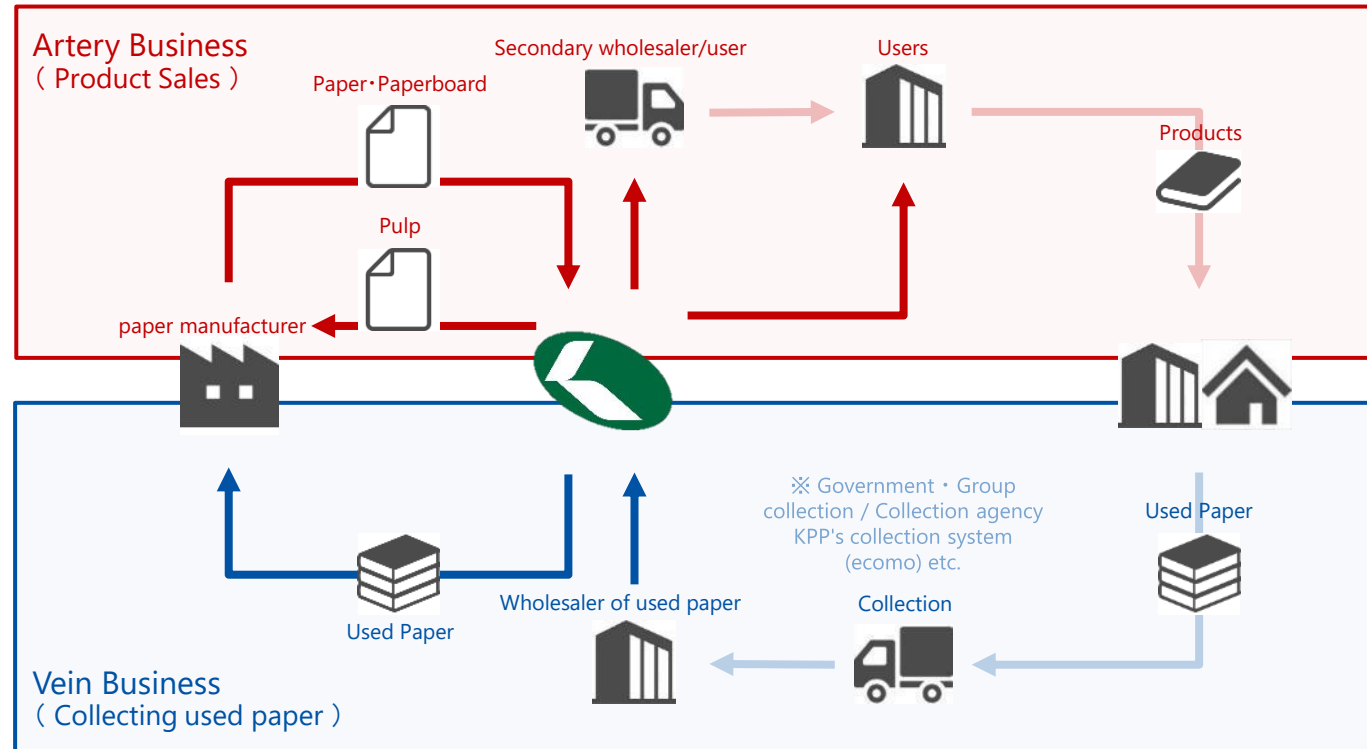 Artery Business
（ Product Sales ）
Secondary wholesaler/user
Users
Paper･Paperboard
Products
Pulp
paper manufacturer
※ Government・Group
collection / Collection agency
KPP's collection system
(ecomo) etc.
Used Paper
Wholesaler of used paper
Collection
Used Paper
Vein Business
（ Collecting used paper ）